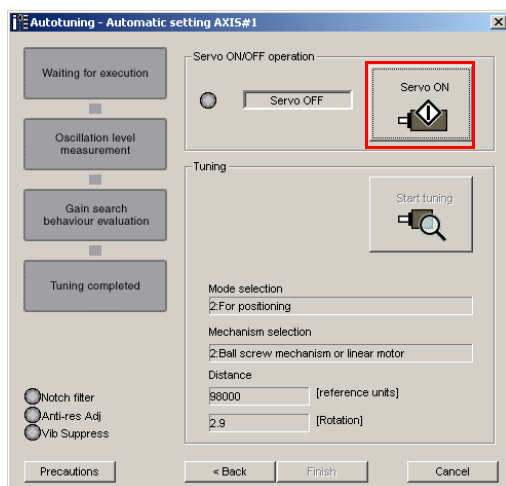 Autotuning - Automatic setting AXIS#1
Waiting for execution
Oscillation level
measurement
Gain search
behaviour evaluation
Tuning completed
Notch filter
Anti-res Adj
Vib Suppress
Servo ON/OFF operation
Servo OFF
Servo ON
Tuning
Start tuning
Mode selection
2:For positioning
Mechanism selection
2:Ball screw mechanism or linear motor
Distance
98000 [reference units]
2.9 [Rotation]
Precautions
< Back
Finish
Cancel